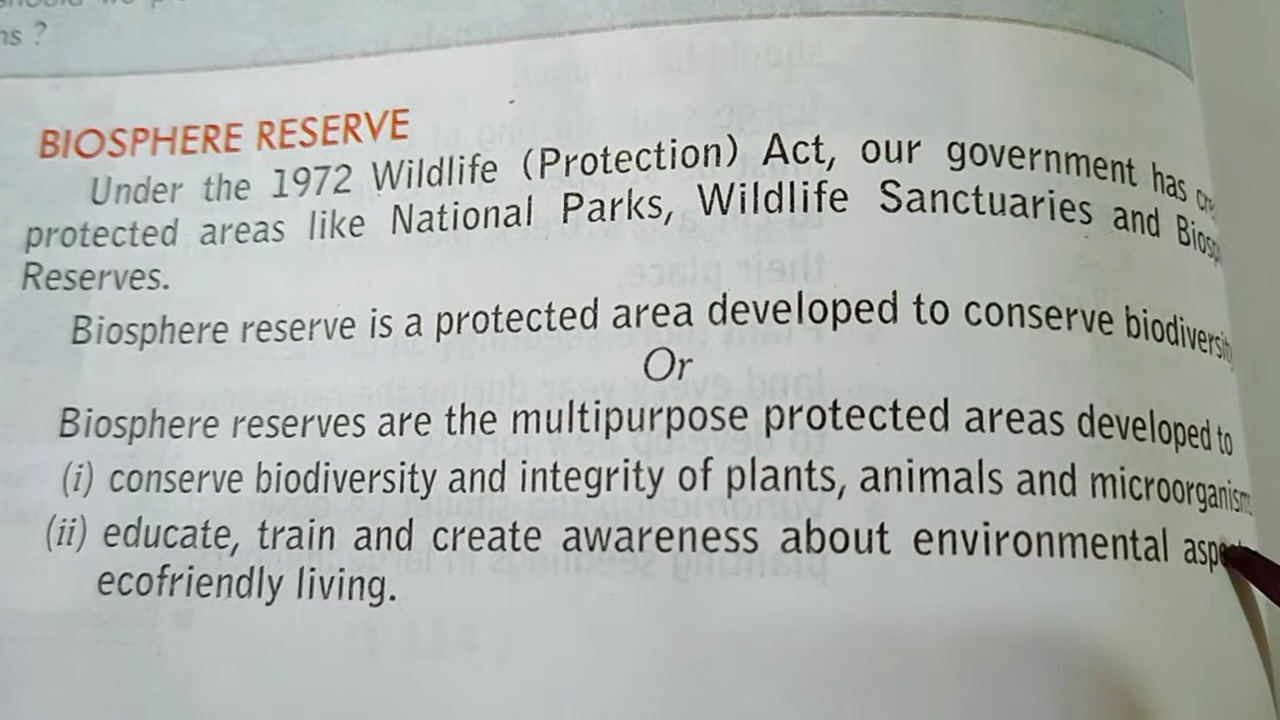 ns ?
BIOSPHERE RESERVE
Under the 1972 Wildlife (Protection) Act, our government has
protected areas like National Parks, Wildlife Sanctuaries and
Reserves.
Biosphere reserve is a protected area developed to conserve
Or
Biosphere reserves are the multipurpose protected areas developed to
(i) conserve biodiversity and integrity of plants, animals and
(ii) educate, train and create awareness about environmental
ecofriendly living.